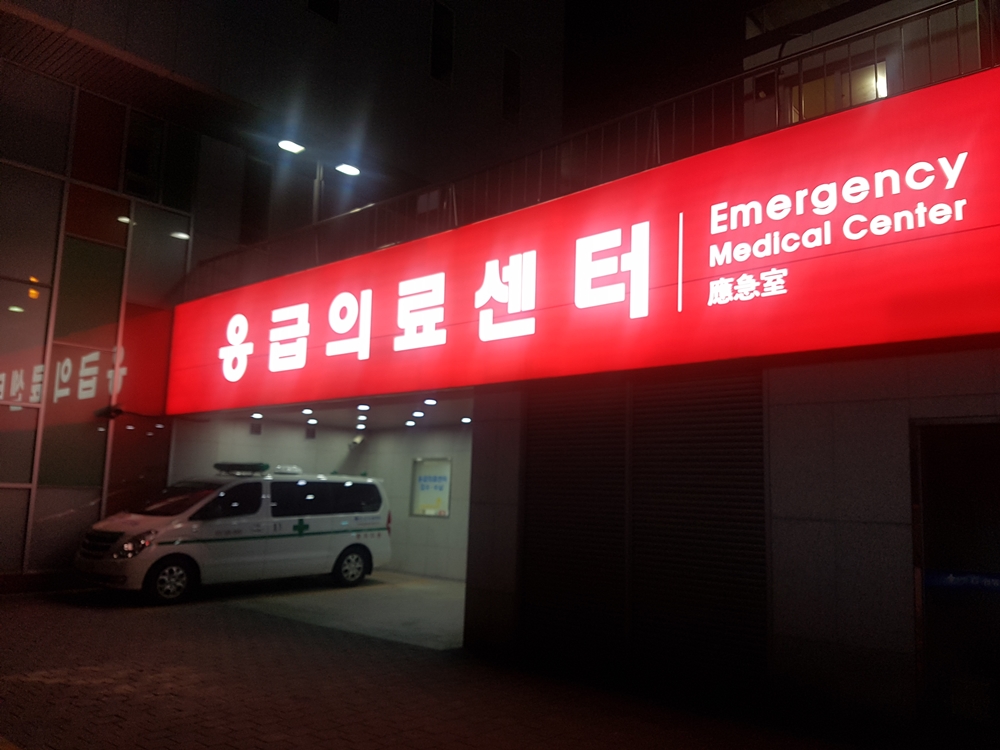 응급의료센터
Emergency
Medical Center
應急室